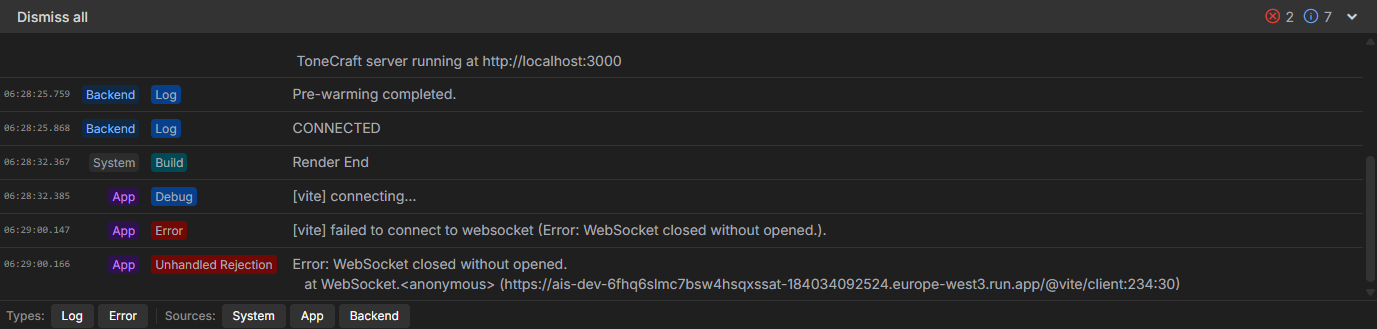 Dismiss all 2 7
ToneCraft server running at http://localhost:3000
06:28:25.759 Backend Log Pre-warming completed.
06:28:25.868 Backend Log CONNECTED
06:28:32.367 System Build Render End
06:28:32.385 App Debug [vite] connecting...
06:29:00.147 App Error [vite] failed to connect to websocket (Error: WebSocket closed without opened.).
06:29:00.166 App Unhandled Rejection Error: WebSocket closed without opened.
at WebSocket.<anonymous> (https://ais-dev-6fhq6slmc7bsw4hsqxssat-184034092524.europe-west3.run.app/@vite/client:234:30)
Types: Log Error Sources: System App Backend